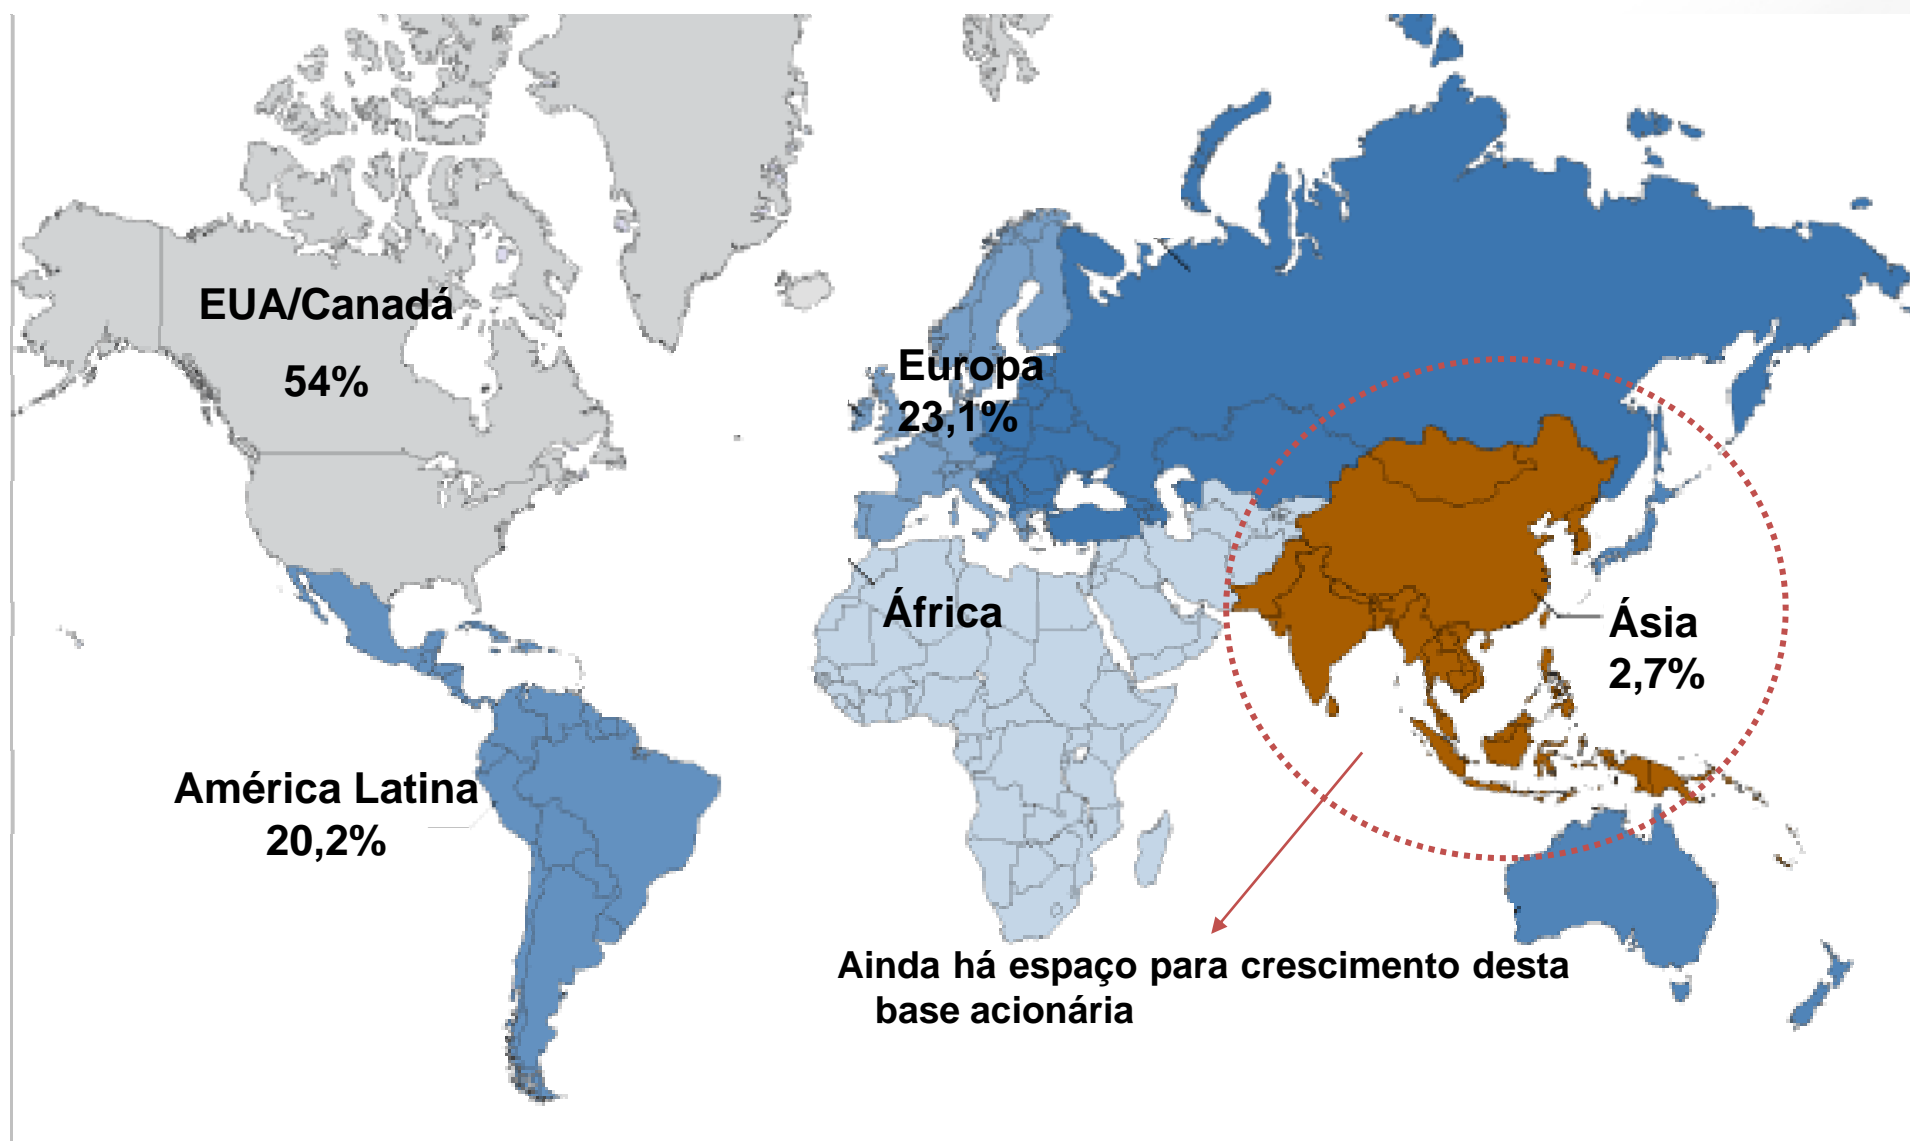 EUA/Canadá
54%
Europa
23,1%
África
Ásia
2,7%
América Latina
20,2%
Ainda há espaço para crescimento desta
base acionária